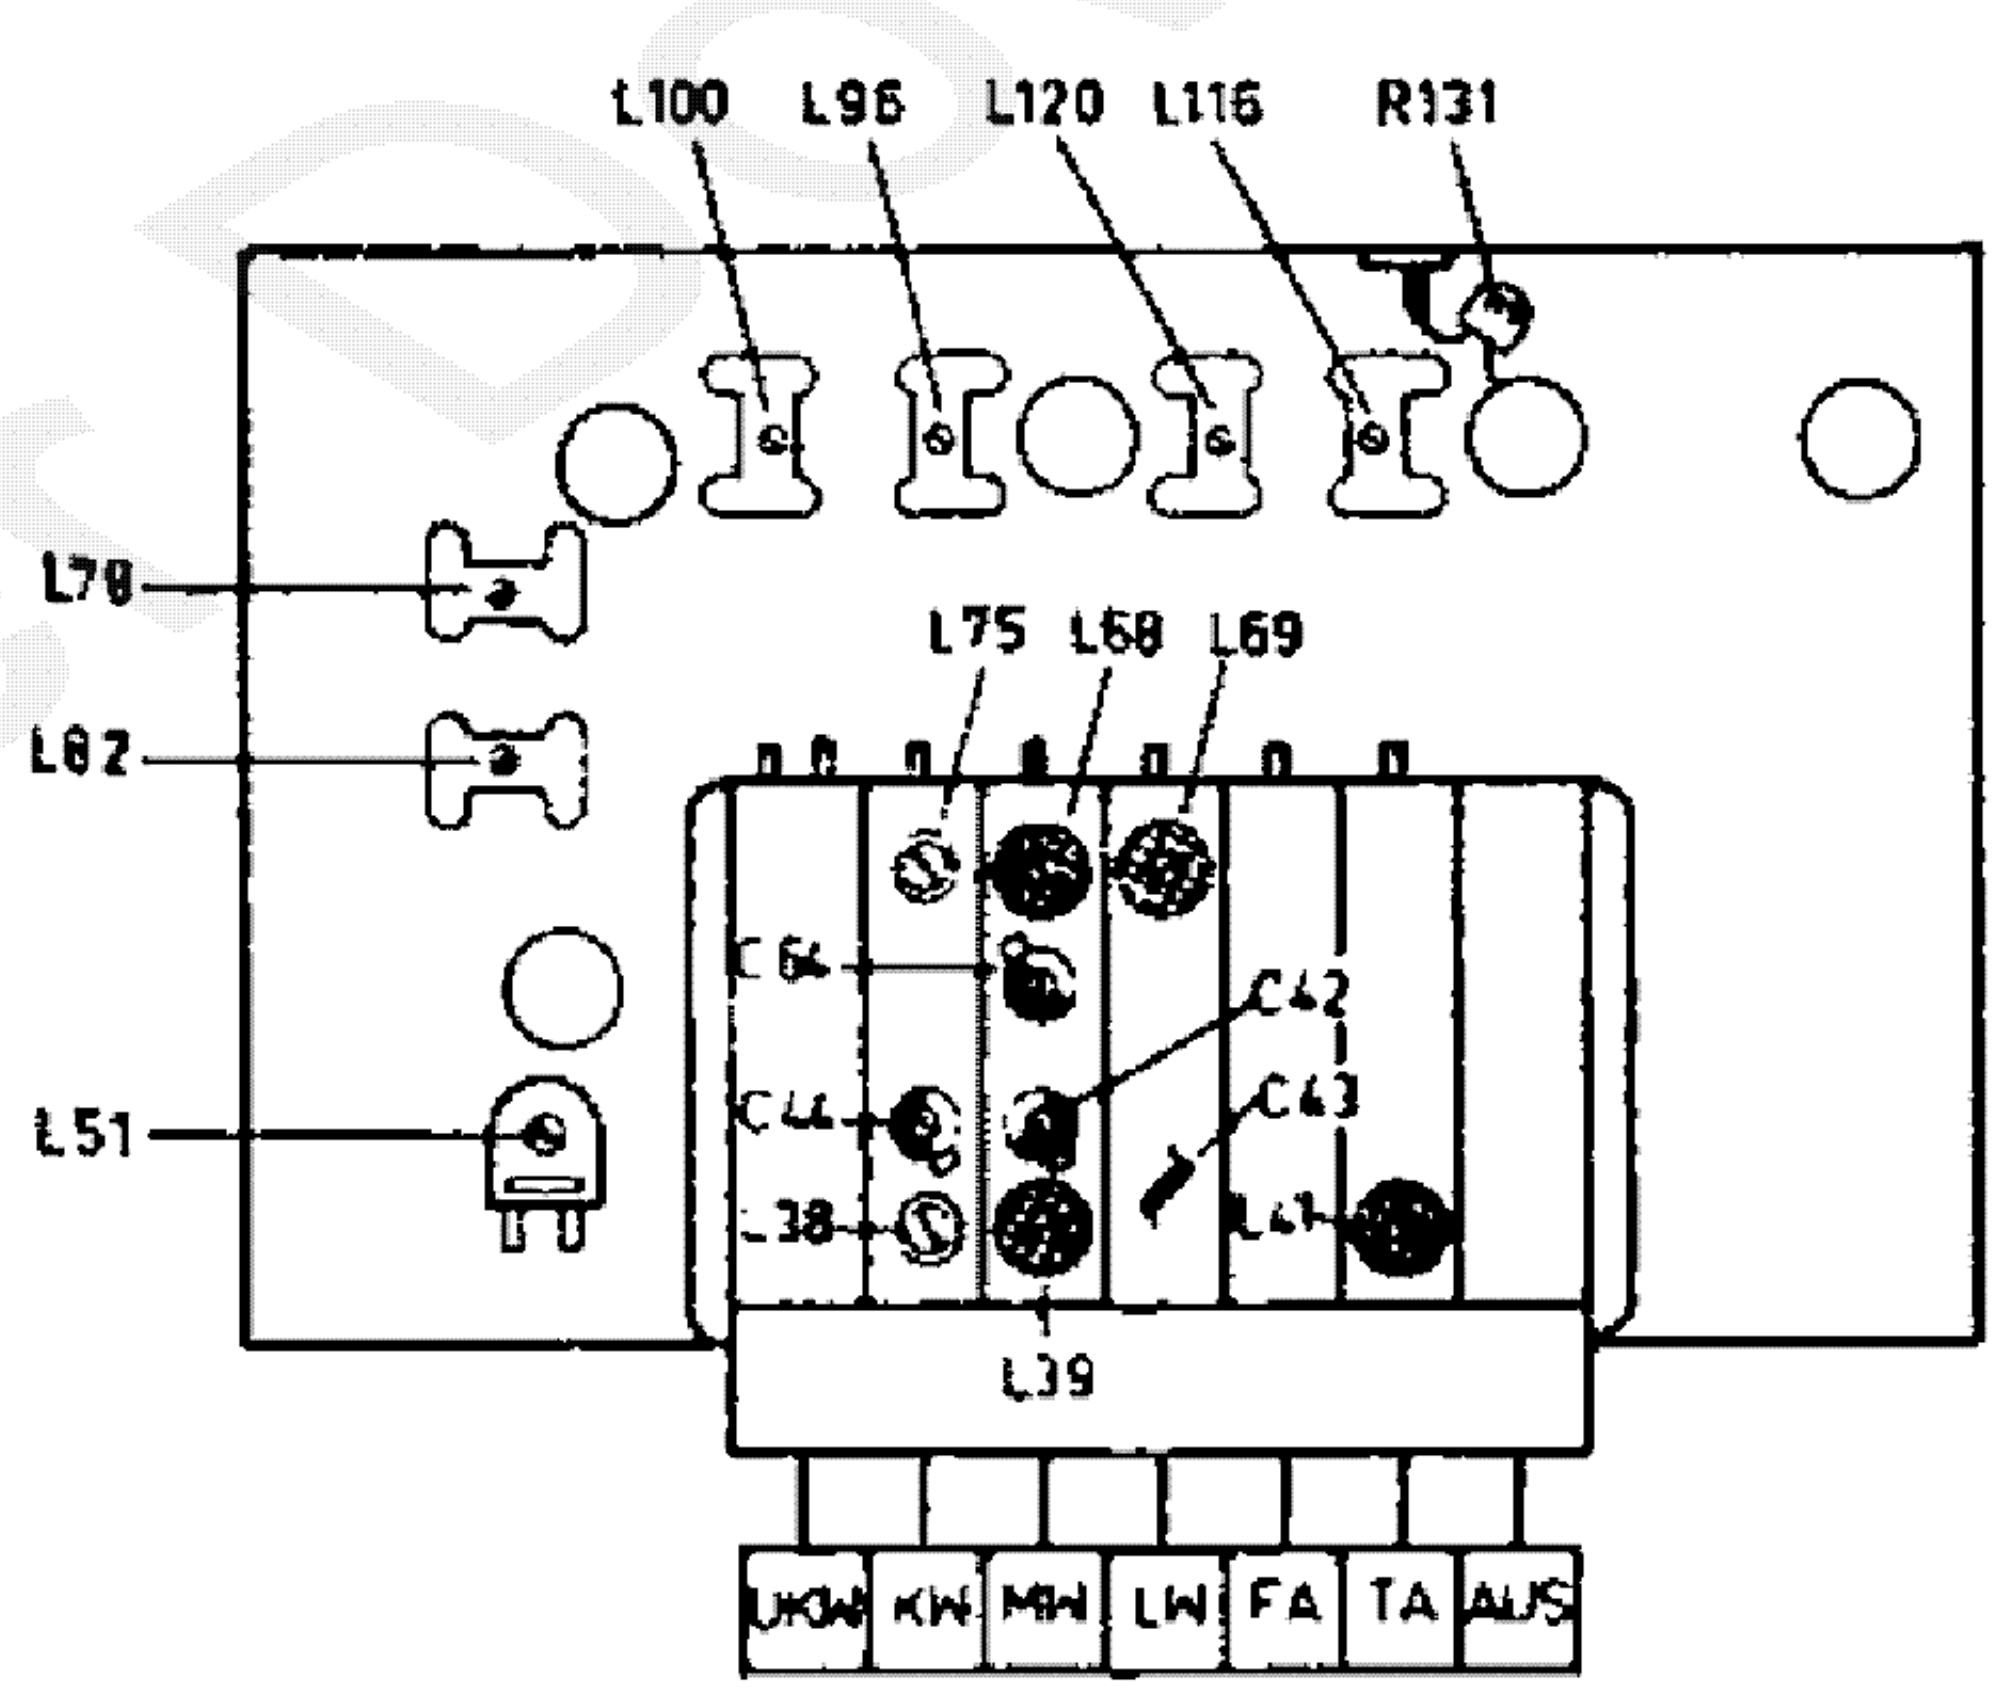 L100 L96 L120 L116 R131
L78
L75 L68 L69
L82
C64
C42
C44
C43
L51
L38
L41
L39
UKW KW MW LW FA TA AUS